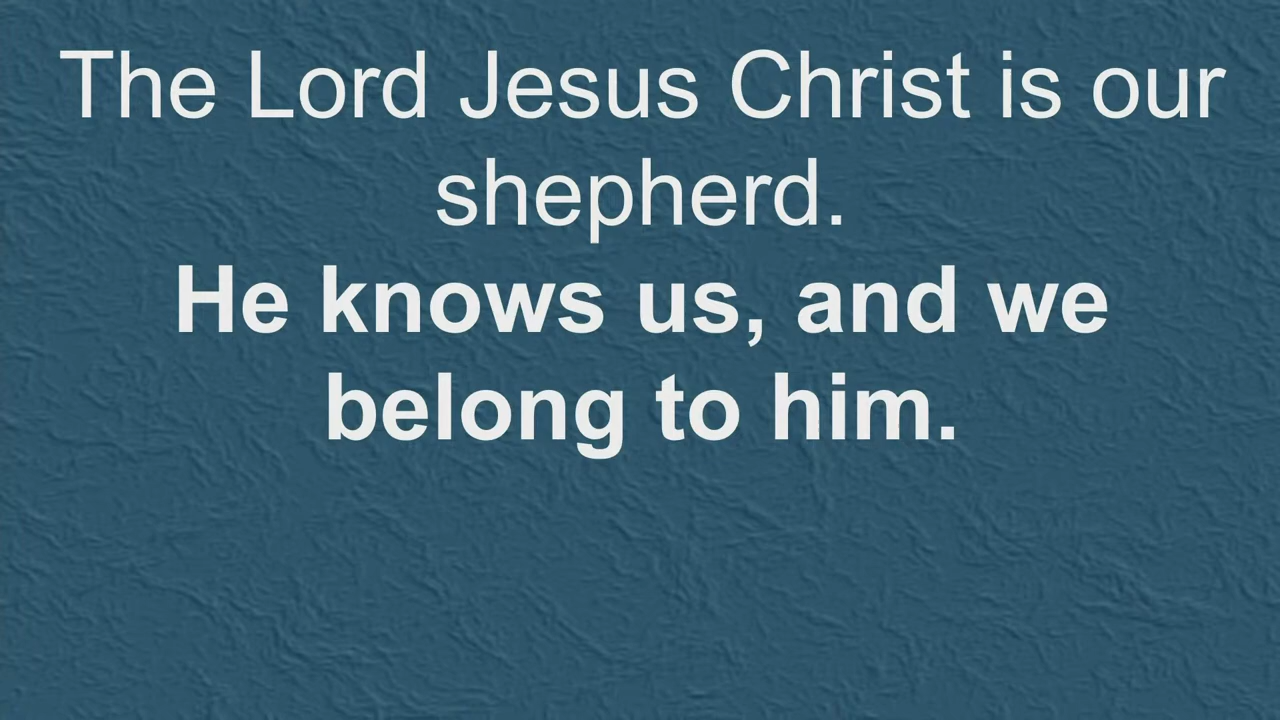 The Lord Jesus Christ is our
shepherd.
He knows us, and we
belong to him.